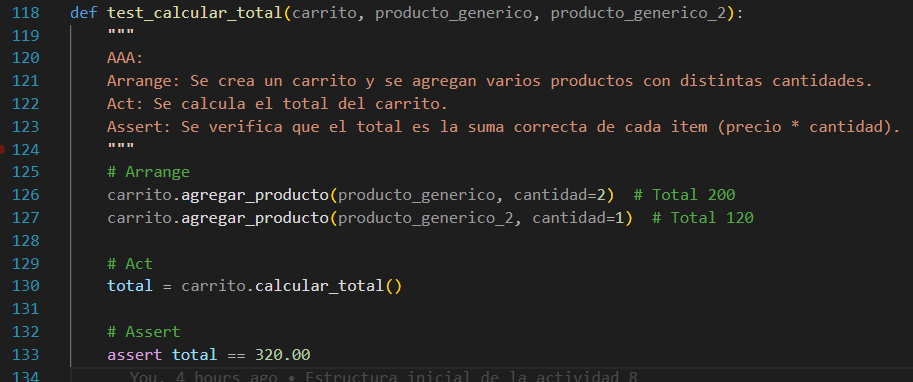 118 def test_calcular_total(carrito, producto_generico, producto_generico_2):
119     """
120     AAA:
121     Arrange: Se crea un carrito y se agregan varios productos con distintas cantidades.
122     Act: Se calcula el total del carrito.
123     Assert: Se verifica que el total es la suma correcta de cada item (precio * cantidad).
124     """
125     # Arrange
126     carrito.agregar_producto(producto_generico, cantidad=2)  # Total 200
127     carrito.agregar_producto(producto_generico_2, cantidad=1)  # Total 120
128
129     # Act
130     total = carrito.calcular_total()
131
132     # Assert
133     assert total == 320.00
134     You, 4 hours ago • Estructura inicial de la actividad 8